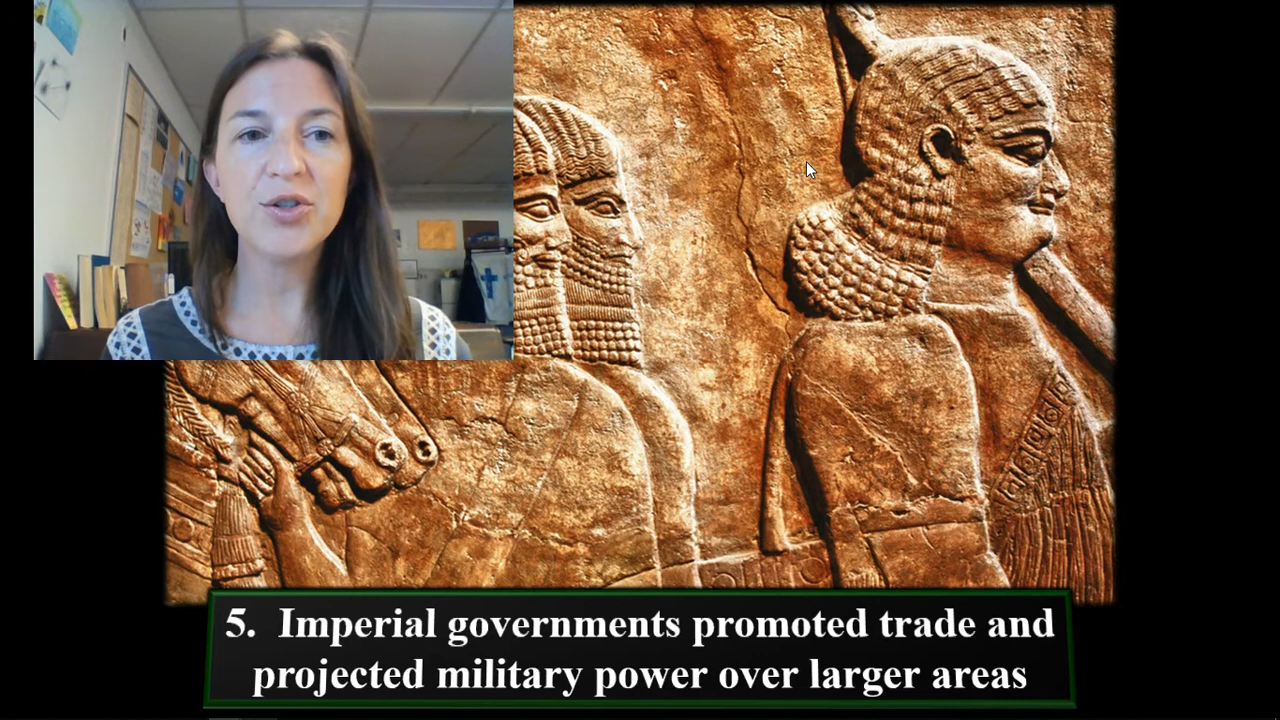 5. Imperial governments promoted trade and
projected military power over larger areas